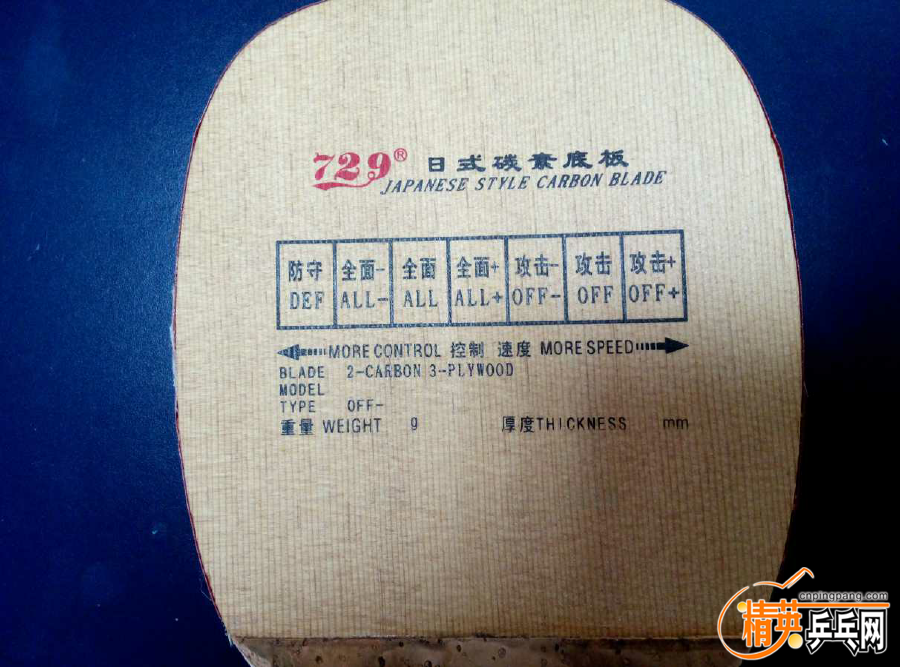 729® 日式碳素底板
JAPANESE STYLE CARBON BLADE
防守 全面- 全面 全面+ 攻击- 攻击 攻击+
DEF ALL- ALL ALL+ OFF- OFF OFF+
MORE CONTROL 控制 速度 MORE SPEED
BLADE 2-CARBON 3-PLYWOOD
MODEL
TYPE OFF-
重量 WEIGHT g 厚度THICKNESS mm
cnpingpang.com
精英乒乓网